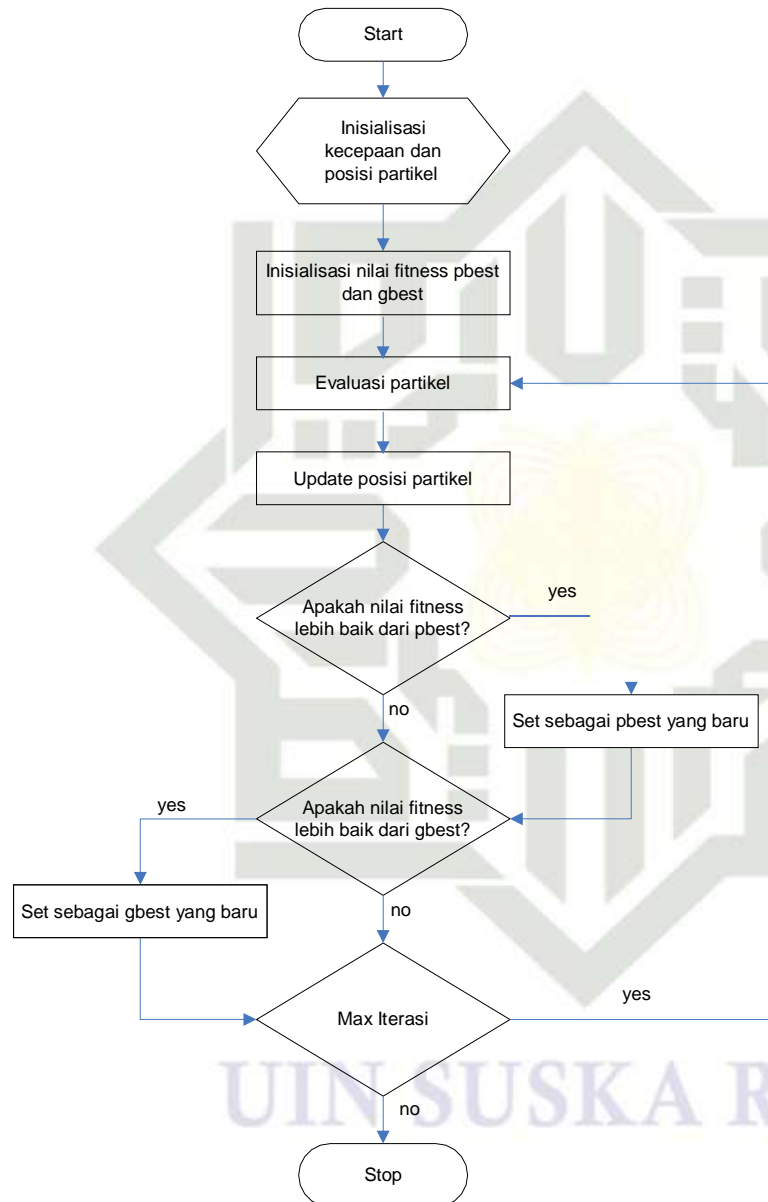 Start
Inisialisasi
kecepaan dan
posisi partikel
Inisialisasi nilai fitness pbest
dan gbest
Evaluasi partikel
Update posisi partikel
Apakah nilai fitness
lebih baik dari pbest?
yes
no
Set sebagai pbest yang baru
Apakah nilai fitness
lebih baik dari gbest?
yes
no
Set sebagai gbest yang baru
Max Iterasi
yes
no
Stop
UIN SUSKA R